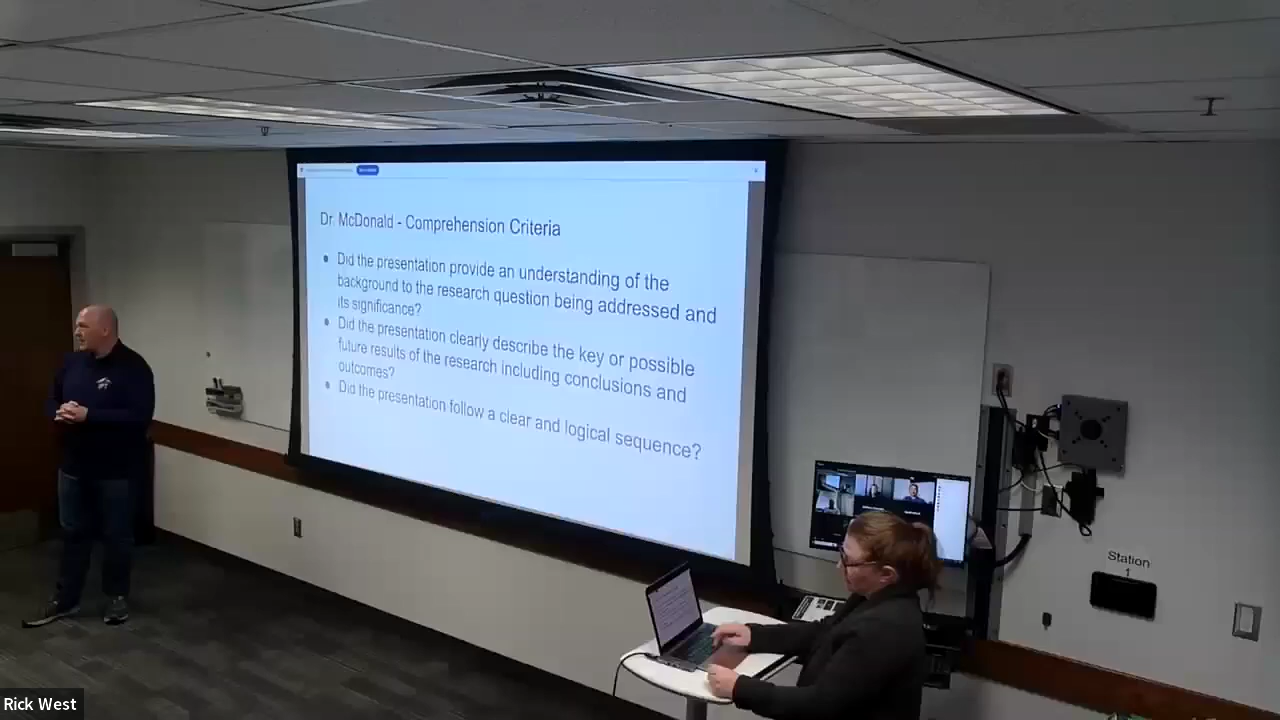 Dr. McDonald - Comprehension Criteria
• Did the presentation provide an understanding of the
background to the research question being addressed and
its significance?
• Did the presentation clearly describe the key or possible
future results of the research including conclusions and
outcomes?
• Did the presentation follow a clear and logical sequence?
Station
1
Rick West